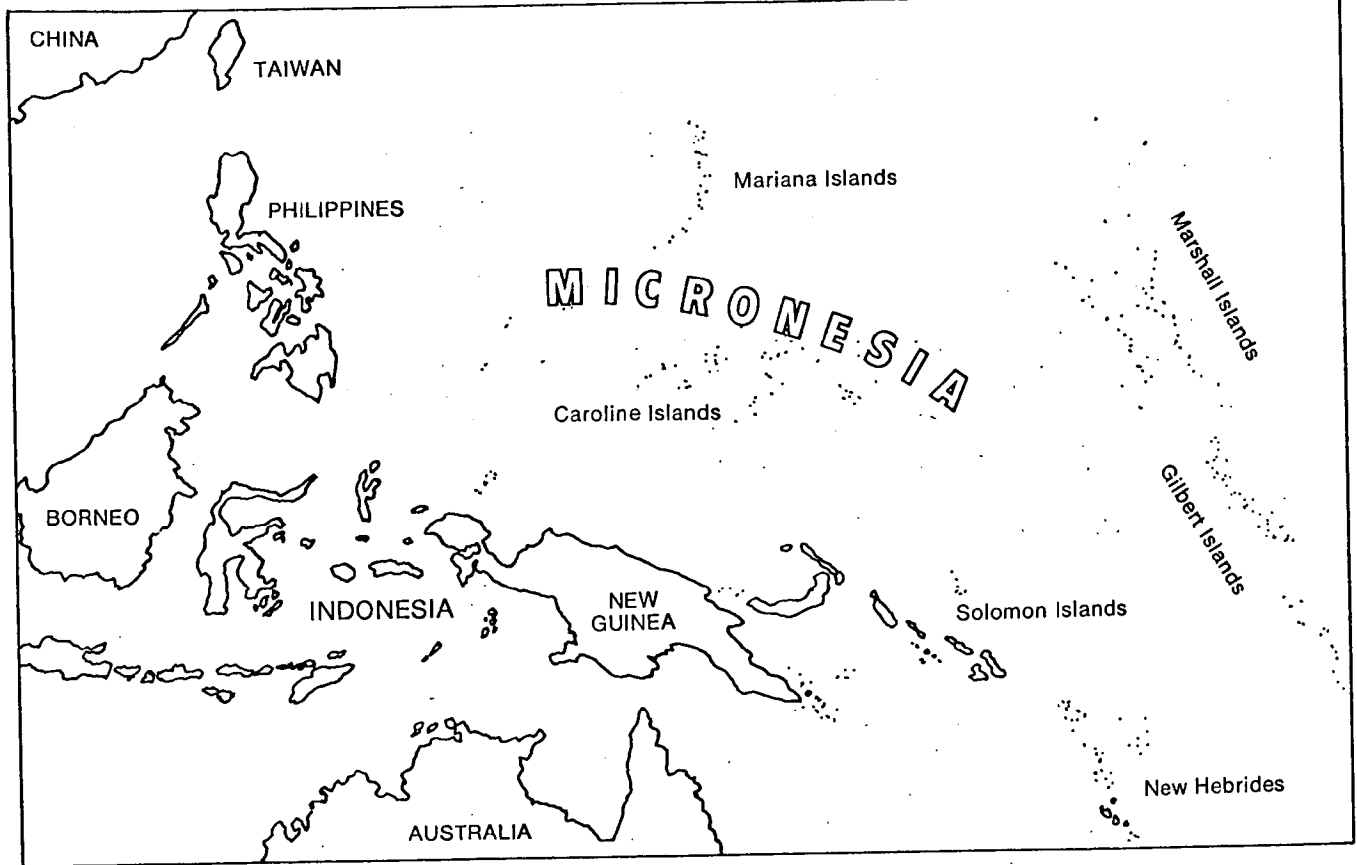 CHINA
TAIWAN
Mariana Islands
PHILIPPINES
Marshall Islands
MICRONESIA
Caroline Islands
Gilbert Islands
BORNEO
INDONESIA
NEW
GUINEA
Solomon Islands
New Hebrides
AUSTRALIA